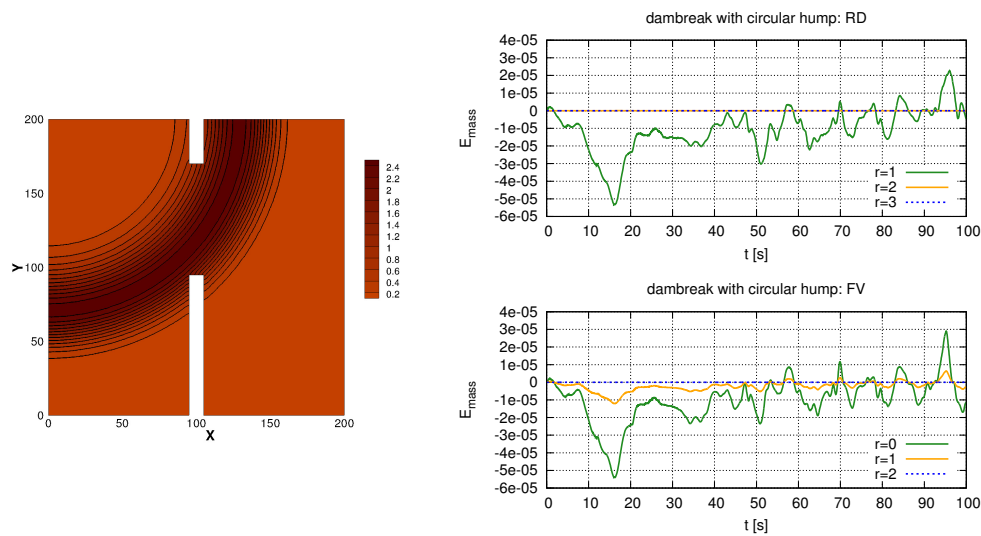 200
150
Y
100
50
0
0
50
100
150
200
X
2.4
2.2
2
1.8
1.6
1.4
1.2
1
0.8
0.6
0.4
0.2
dambreak with circular hump: RD
4e-05
3e-05
2e-05
1e-05
0
-1e-05
-2e-05
-3e-05
-4e-05
-5e-05
-6e-05
E_mass
r=1
r=2
r=3
0 10 20 30 40 50 60 70 80 90 100
t [s]
dambreak with circular hump: FV
4e-05
3e-05
2e-05
1e-05
0
-1e-05
-2e-05
-3e-05
-4e-05
-5e-05
-6e-05
E_mass
r=0
r=1
r=2
0 10 20 30 40 50 60 70 80 90 100
t [s]